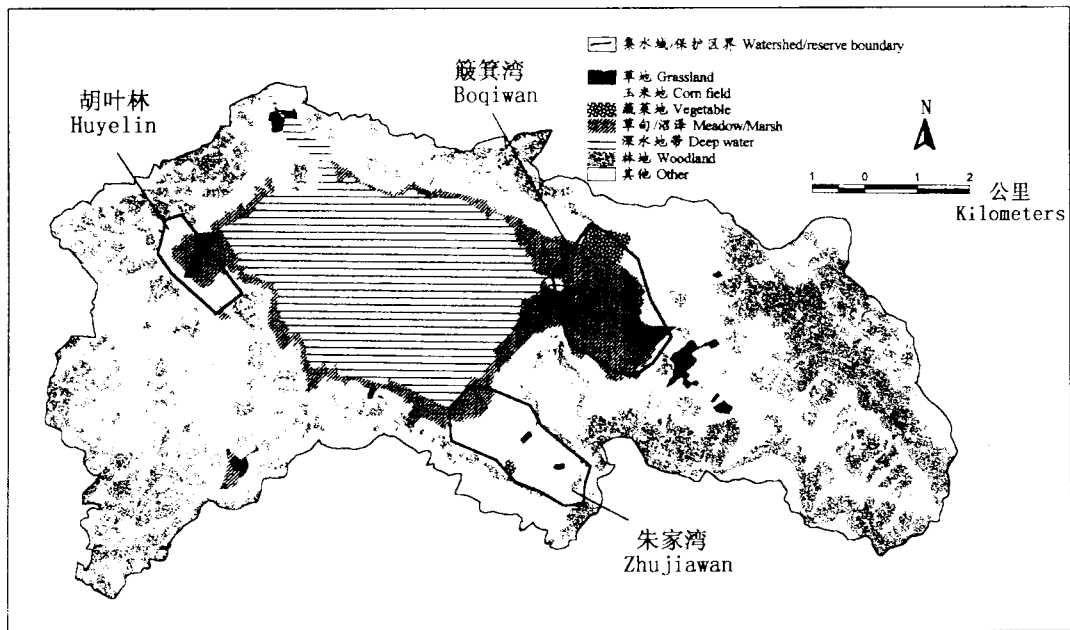 集水域/保护区界 Watershed/reserve boundary
草地 Grassland
玉米地 Corn field
蔬菜地 Vegetable
草甸/沼泽 Meadow/Marsh
深水地带 Deep water
林地 Woodland
其他 Other
簸箕湾
Boqiwan
胡叶林
Huyelin
N
1 0 1 2 公里
Kilometers
朱家湾
Zhujiawan